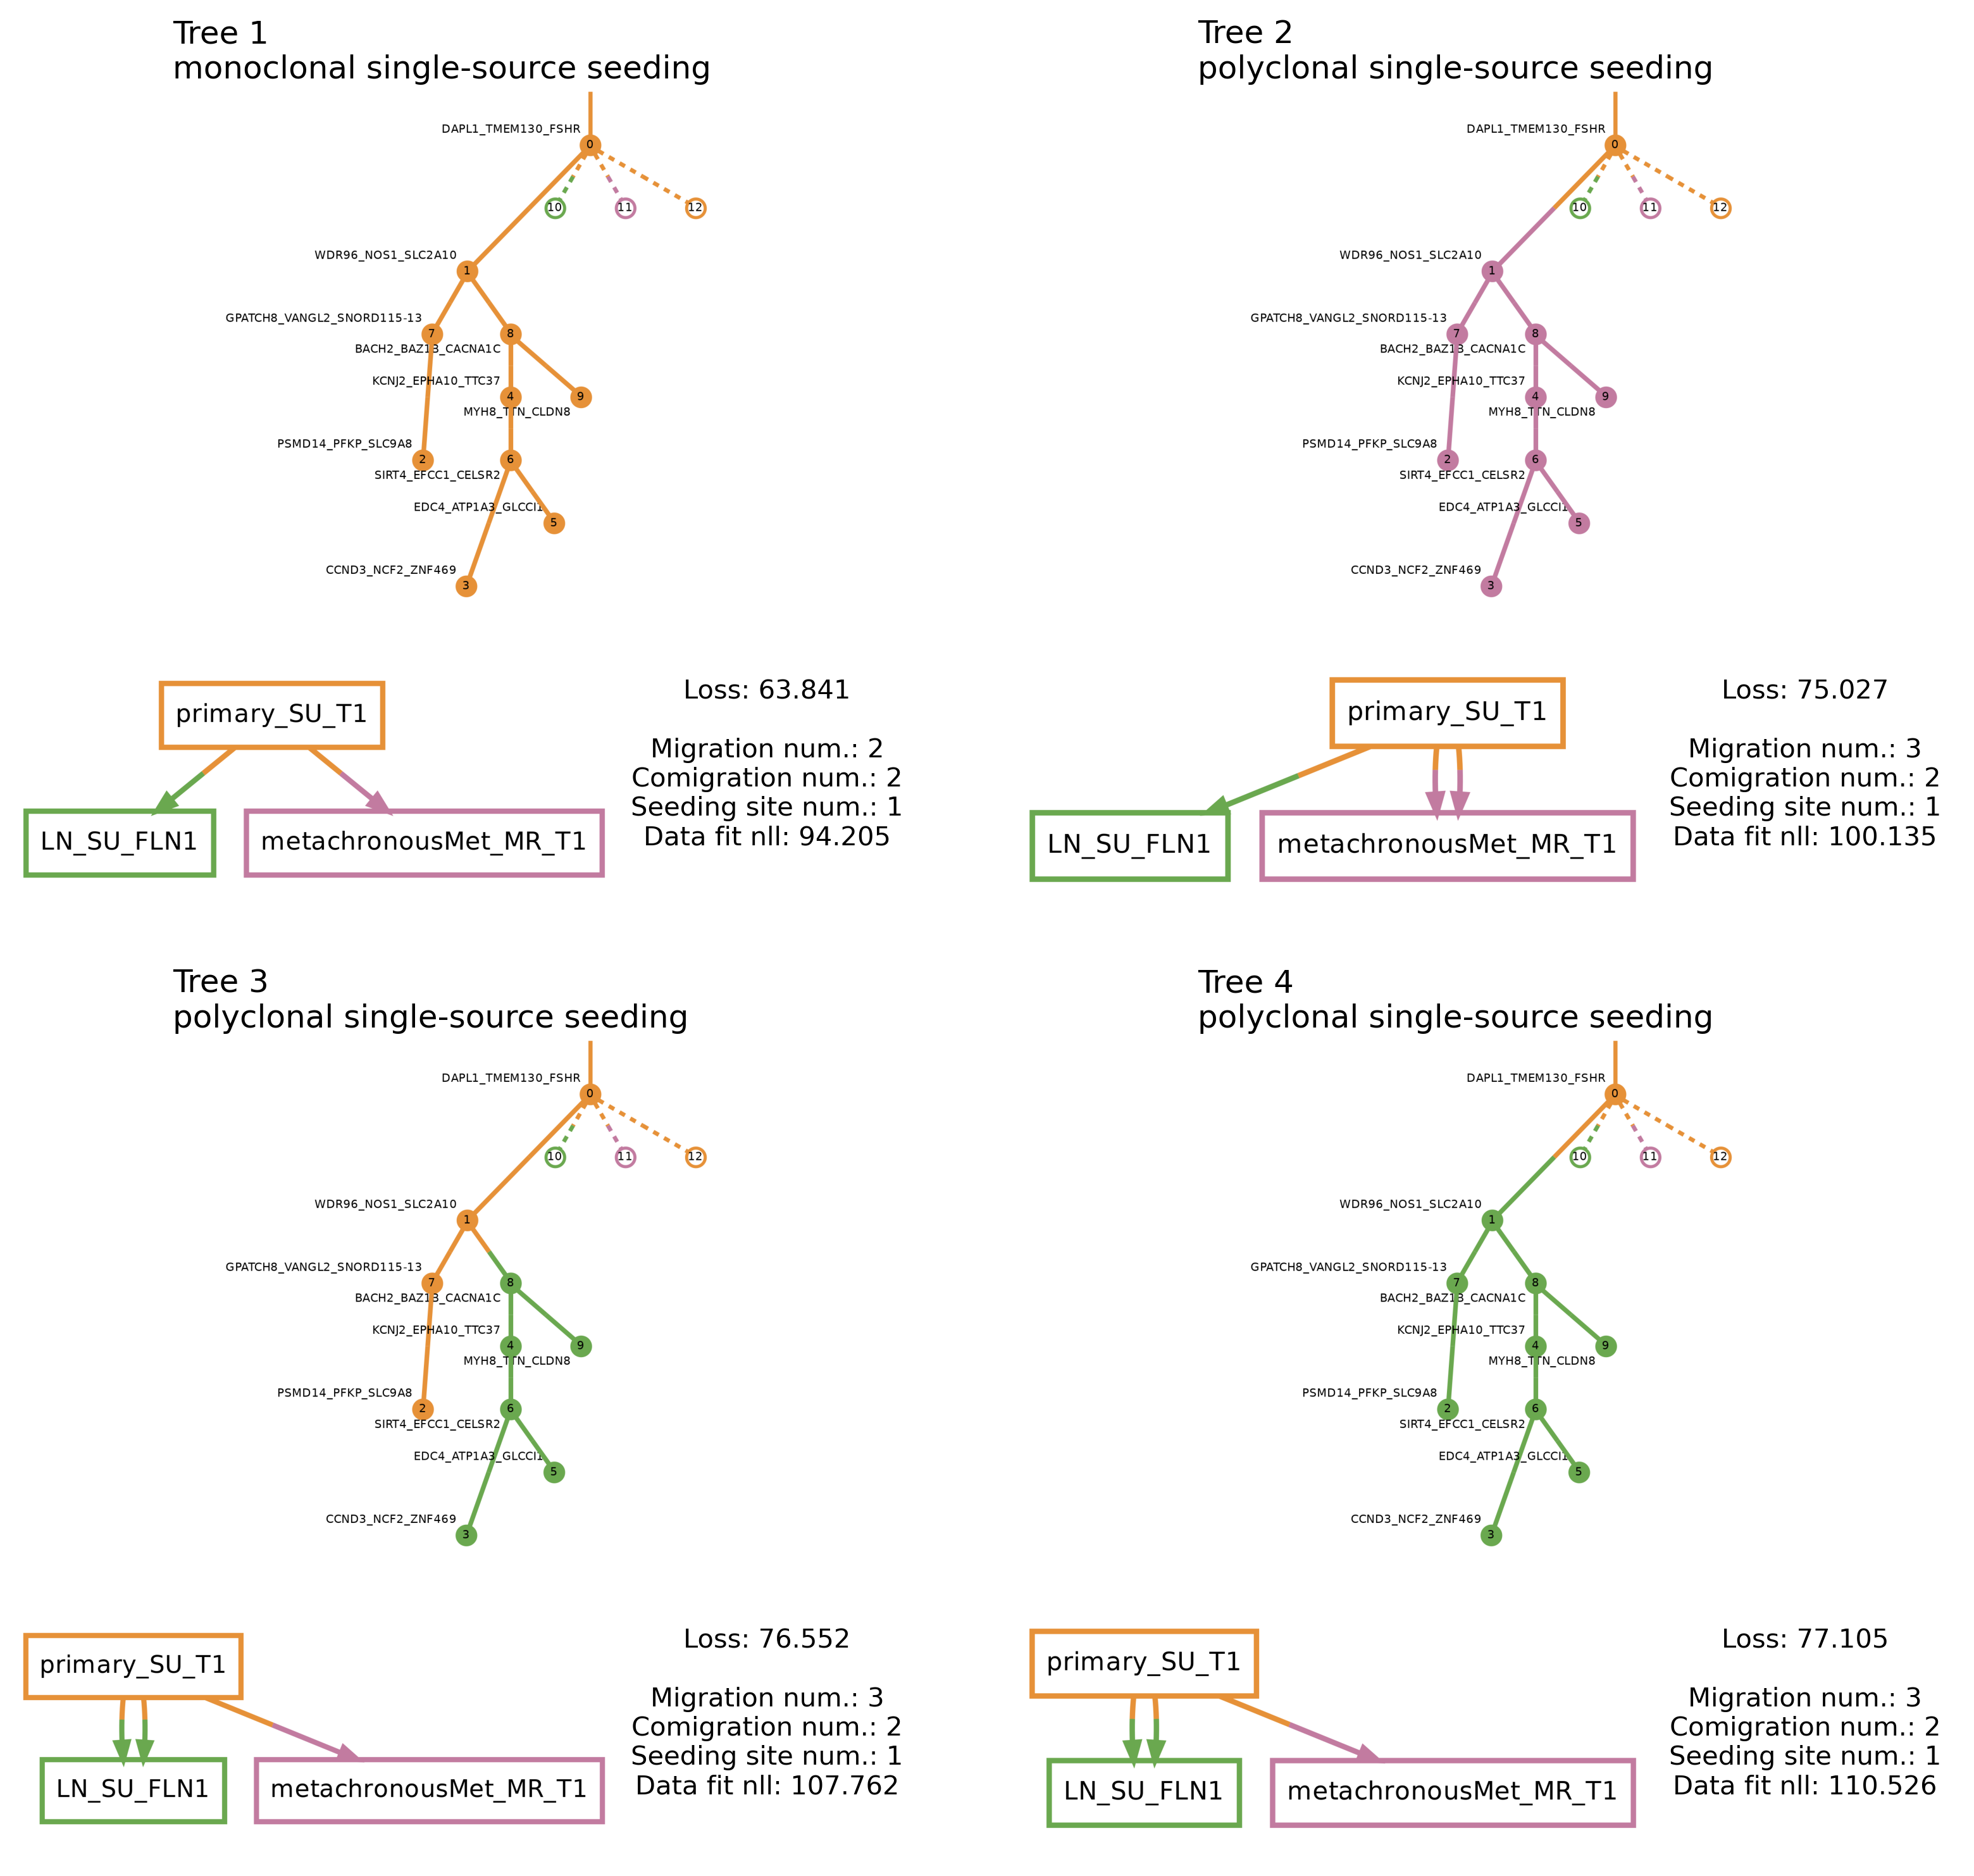 Tree 1
monoclonal single-source seeding
DAPL1_TMEM130_FSHR
0
10
11
12
WDR96_NOS1_SLC2A10
1
GPATCH8_VANGL2_SNORD115-13
7
8
BACH2_BAZ1B_CACNA1C
KCNJ2_EPHA10_TTC37
4
9
MYH8_TTN_CLDN8
PSMD14_PFKP_SLC9A8
2
6
SIRT4_EFCC1_CELSR2
EDC4_ATP1A3_GLCCI1
5
CCND3_NCF2_ZNF469
3
primary_SU_T1
LN_SU_FLN1
metachronousMet_MR_T1
Loss: 63.841
Migration num.: 2
Comigration num.: 2
Seeding site num.: 1
Data fit nll: 94.205
Tree 2
polyclonal single-source seeding
DAPL1_TMEM130_FSHR
0
10
11
12
WDR96_NOS1_SLC2A10
1
GPATCH8_VANGL2_SNORD115-13
7
8
BACH2_BAZ1B_CACNA1C
KCNJ2_EPHA10_TTC37
4
9
MYH8_TTN_CLDN8
PSMD14_PFKP_SLC9A8
2
6
SIRT4_EFCC1_CELSR2
EDC4_ATP1A3_GLCCI1
5
CCND3_NCF2_ZNF469
3
primary_SU_T1
LN_SU_FLN1
metachronousMet_MR_T1
Loss: 75.027
Migration num.: 3
Comigration num.: 2
Seeding site num.: 1
Data fit nll: 100.135
Tree 3
polyclonal single-source seeding
DAPL1_TMEM130_FSHR
0
10
11
12
WDR96_NOS1_SLC2A10
1
GPATCH8_VANGL2_SNORD115-13
7
8
BACH2_BAZ1B_CACNA1C
KCNJ2_EPHA10_TTC37
4
9
MYH8_TTN_CLDN8
PSMD14_PFKP_SLC9A8
2
6
SIRT4_EFCC1_CELSR2
EDC4_ATP1A3_GLCCI1
5
CCND3_NCF2_ZNF469
3
primary_SU_T1
LN_SU_FLN1
metachronousMet_MR_T1
Loss: 76.552
Migration num.: 3
Comigration num.: 2
Seeding site num.: 1
Data fit nll: 107.762
Tree 4
polyclonal single-source seeding
DAPL1_TMEM130_FSHR
0
10
11
12
WDR96_NOS1_SLC2A10
1
GPATCH8_VANGL2_SNORD115-13
7
8
BACH2_BAZ1B_CACNA1C
KCNJ2_EPHA10_TTC37
4
9
MYH8_TTN_CLDN8
PSMD14_PFKP_SLC9A8
2
6
SIRT4_EFCC1_CELSR2
EDC4_ATP1A3_GLCCI1
5
CCND3_NCF2_ZNF469
3
primary_SU_T1
LN_SU_FLN1
metachronousMet_MR_T1
Loss: 77.105
Migration num.: 3
Comigration num.: 2
Seeding site num.: 1
Data fit nll: 110.526